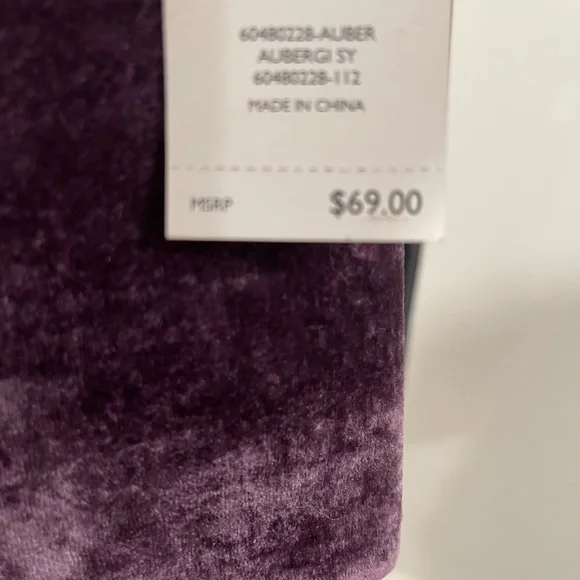 60480228-AUBER
AUBERGI SY
60480228-112
MADE IN CHINA
MSRP $69.00